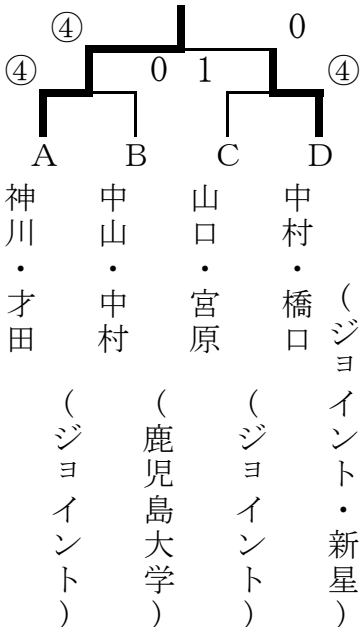 ④ 0
④ 0 1 ④
A B C D
神川・才田
(ジョイント)
中山・中村
(鹿児島大学)
山口・宮原
(ジョイント)
中村・橋口
(ジョイント・新星)